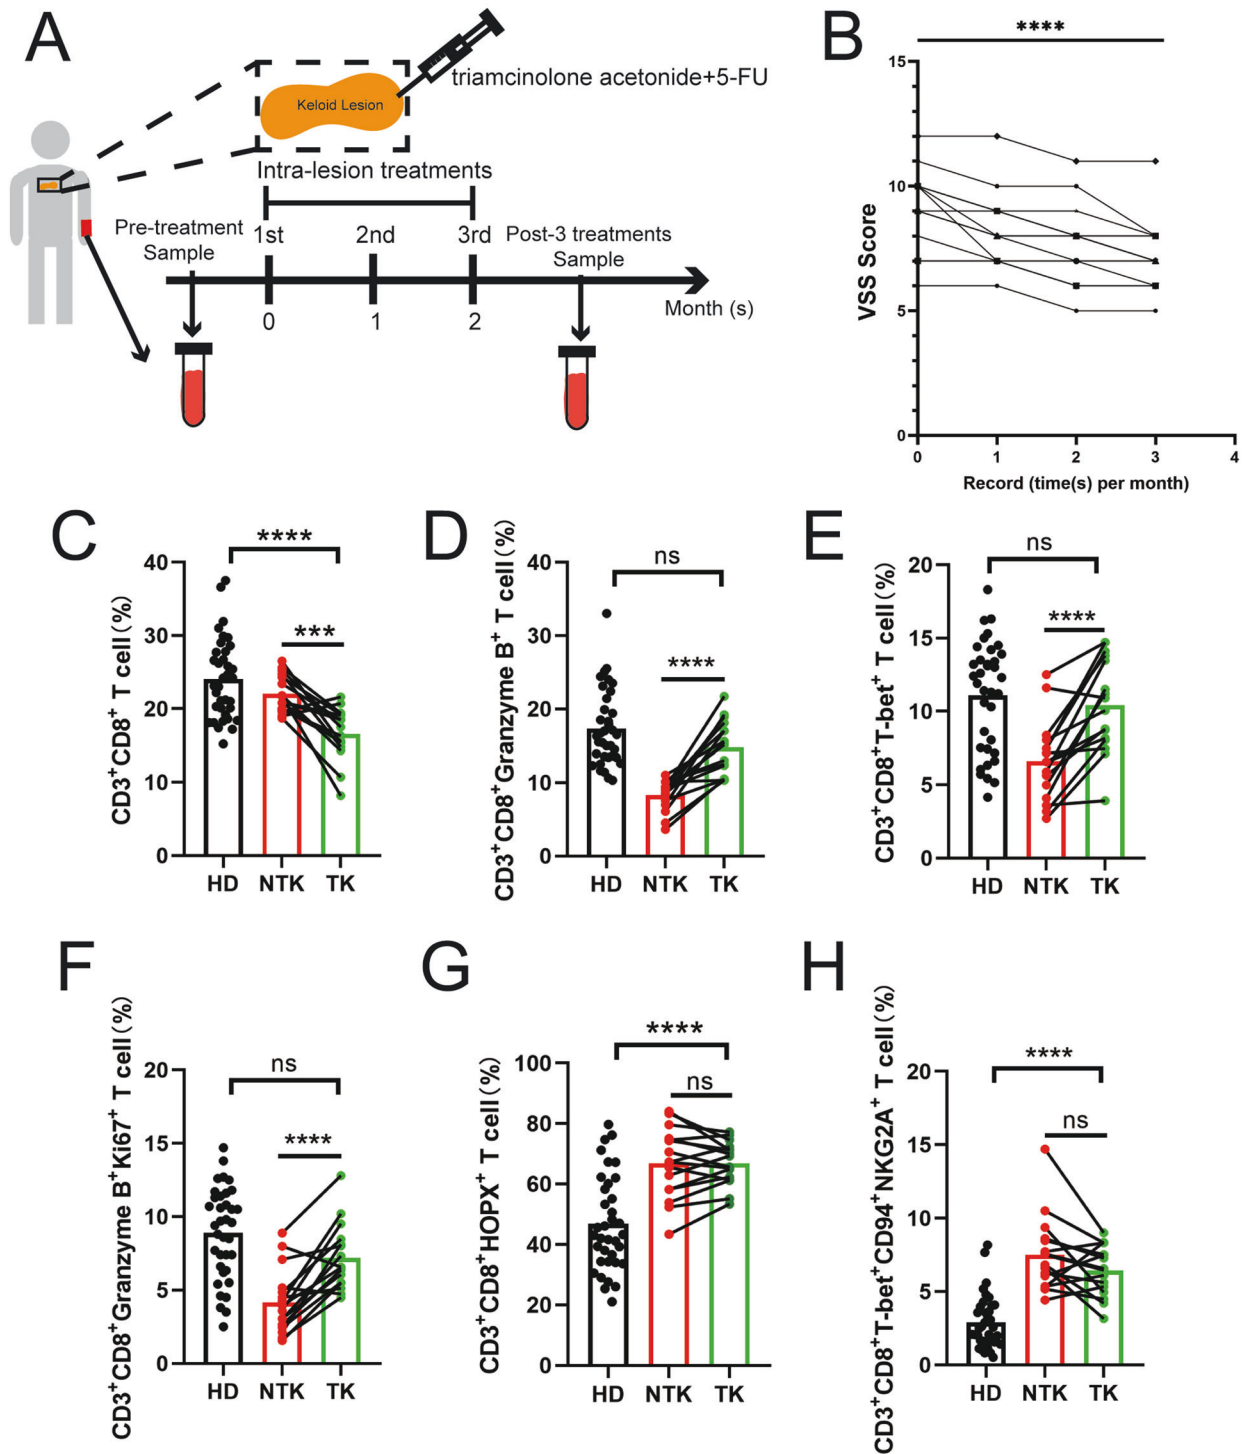 A
triamcinolone acetonide+5-FU
Keloid Lesion
Intra-lesion treatments
Pre-treatment
Sample
1st
2nd
3rd
Post-3 treatments
Sample
Month (s)
0
1
2
B
****
VSS Score
15
10
5
0
0
1
2
3
4
Record (time(s) per month)
C
CD3+CD8+ T cell(%)
40
30
20
10
0
****
***
HD
NTK
TK
D
CD3+CD8+Granzyme B+ T cell(%)
40
30
20
10
0
ns
****
HD
NTK
TK
E
CD3+CD8+T-bet+ T cell(%)
20
15
10
5
0
ns
****
HD
NTK
TK
F
CD3+CD8+Granzyme B+Ki67+ T cell(%)
20
15
10
5
0
ns
****
HD
NTK
TK
G
CD3+CD8+HOPX+ T cell(%)
100
80
60
40
20
0
****
ns
HD
NTK
TK
H
CD3+CD8+T-bet+CD94+NKG2A+ T cell(%)
20
15
10
5
0
****
ns
HD
NTK
TK